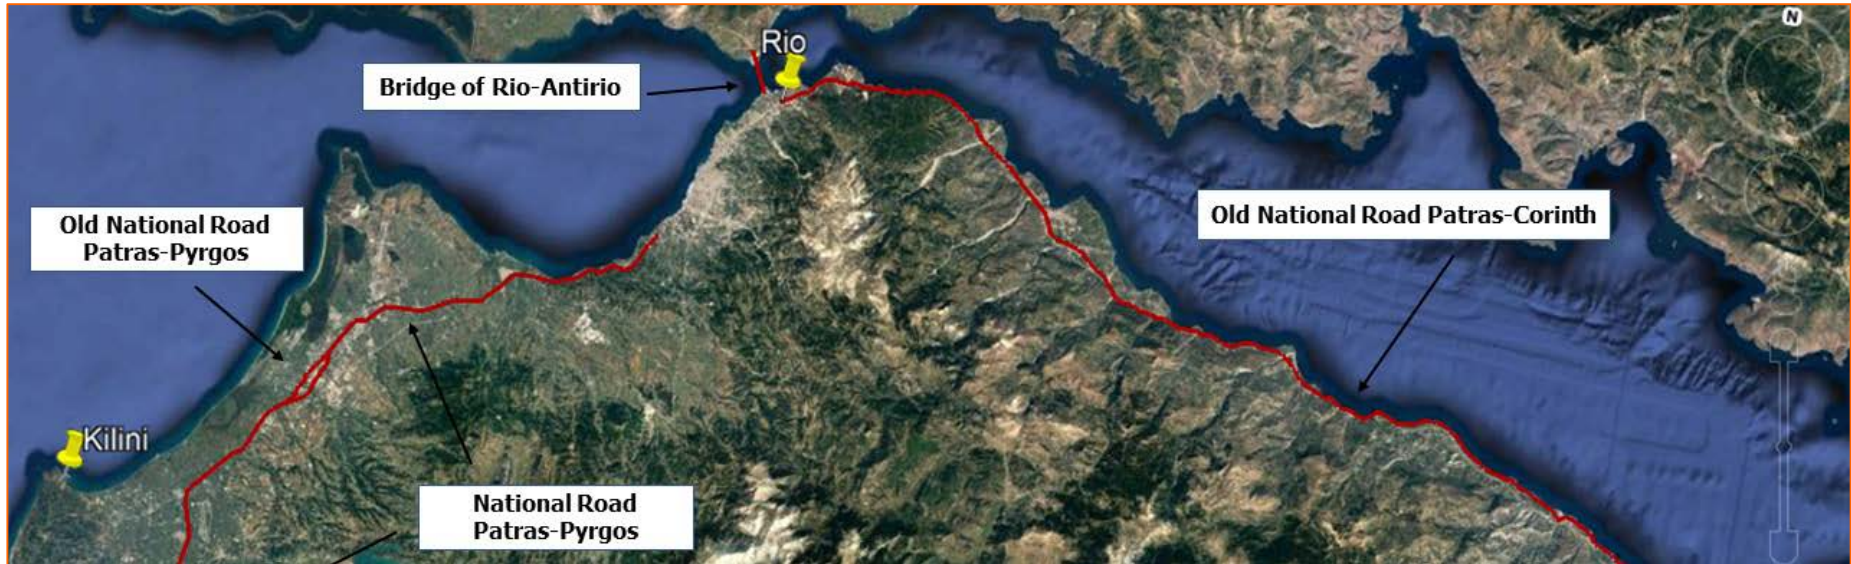 N
Rio
Bridge of Rio-Antirio
Old National Road
Patras-Pyrgos
Old National Road Patras-Corinth
Kilini
National Road
Patras-Pyrgos